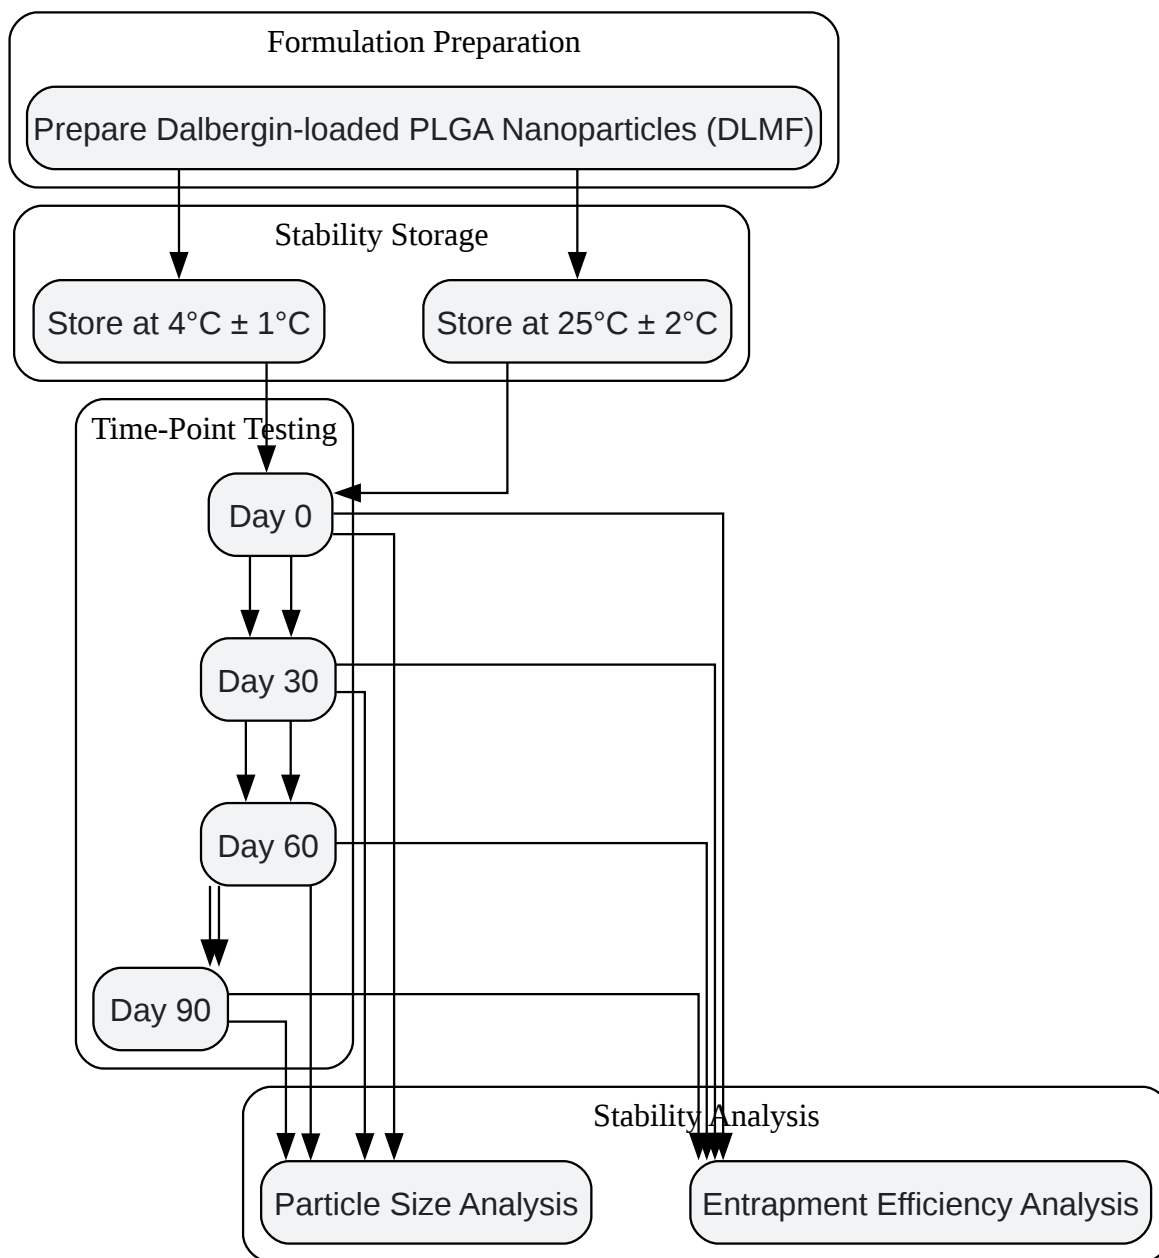 Formulation Preparation
Prepare Dalbergin-loaded PLGA Nanoparticles (DLMF)
Stability Storage
Store at 4°C ± 1°C
Store at 25°C ± 2°C
Time-Point Testing
Day 0
Day 30
Day 60
Day 90
Stability Analysis
Particle Size Analysis
Entrapment Efficiency Analysis